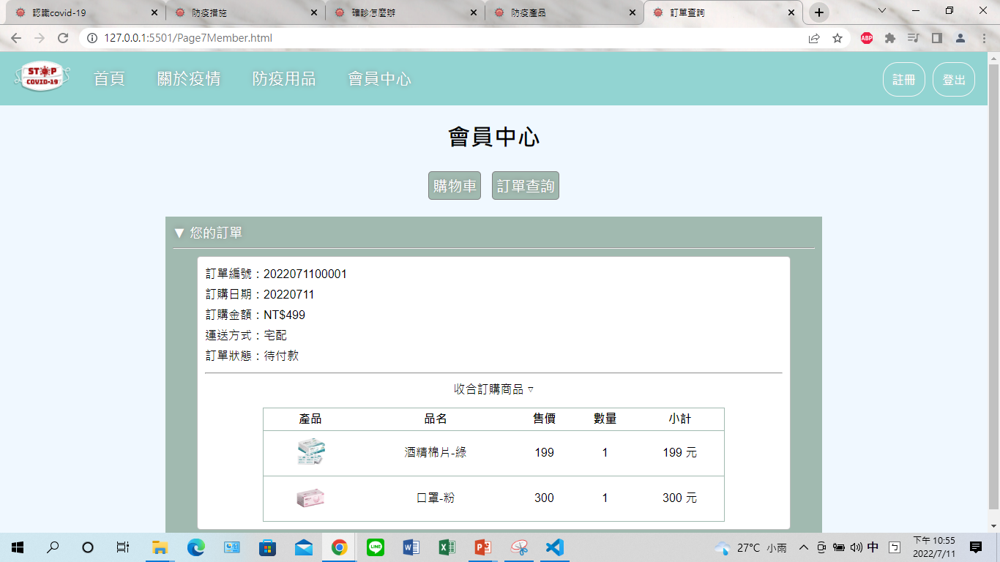 認識covid-19
防疫措施
確診怎麼辦
防疫產品
訂單查詢
127.0.0.1:5501/Page7Member.html
ABP
STOP
COVID-19
首頁
關於疫情
防疫用品
會員中心
註冊
登出
會員中心
購物車
訂單查詢
▼ 您的訂單
訂單編號：2022071100001
訂購日期：20220711
訂購金額：NT$499
運送方式：宅配
訂單狀態：待付款
收合訂購商品 ▿
產品 品名 售價 數量 小計
酒精棉片-綠 199 1 199 元
口罩-粉 300 1 300 元
LINE
27°C 小雨
中
下午 10:55
2022/7/11